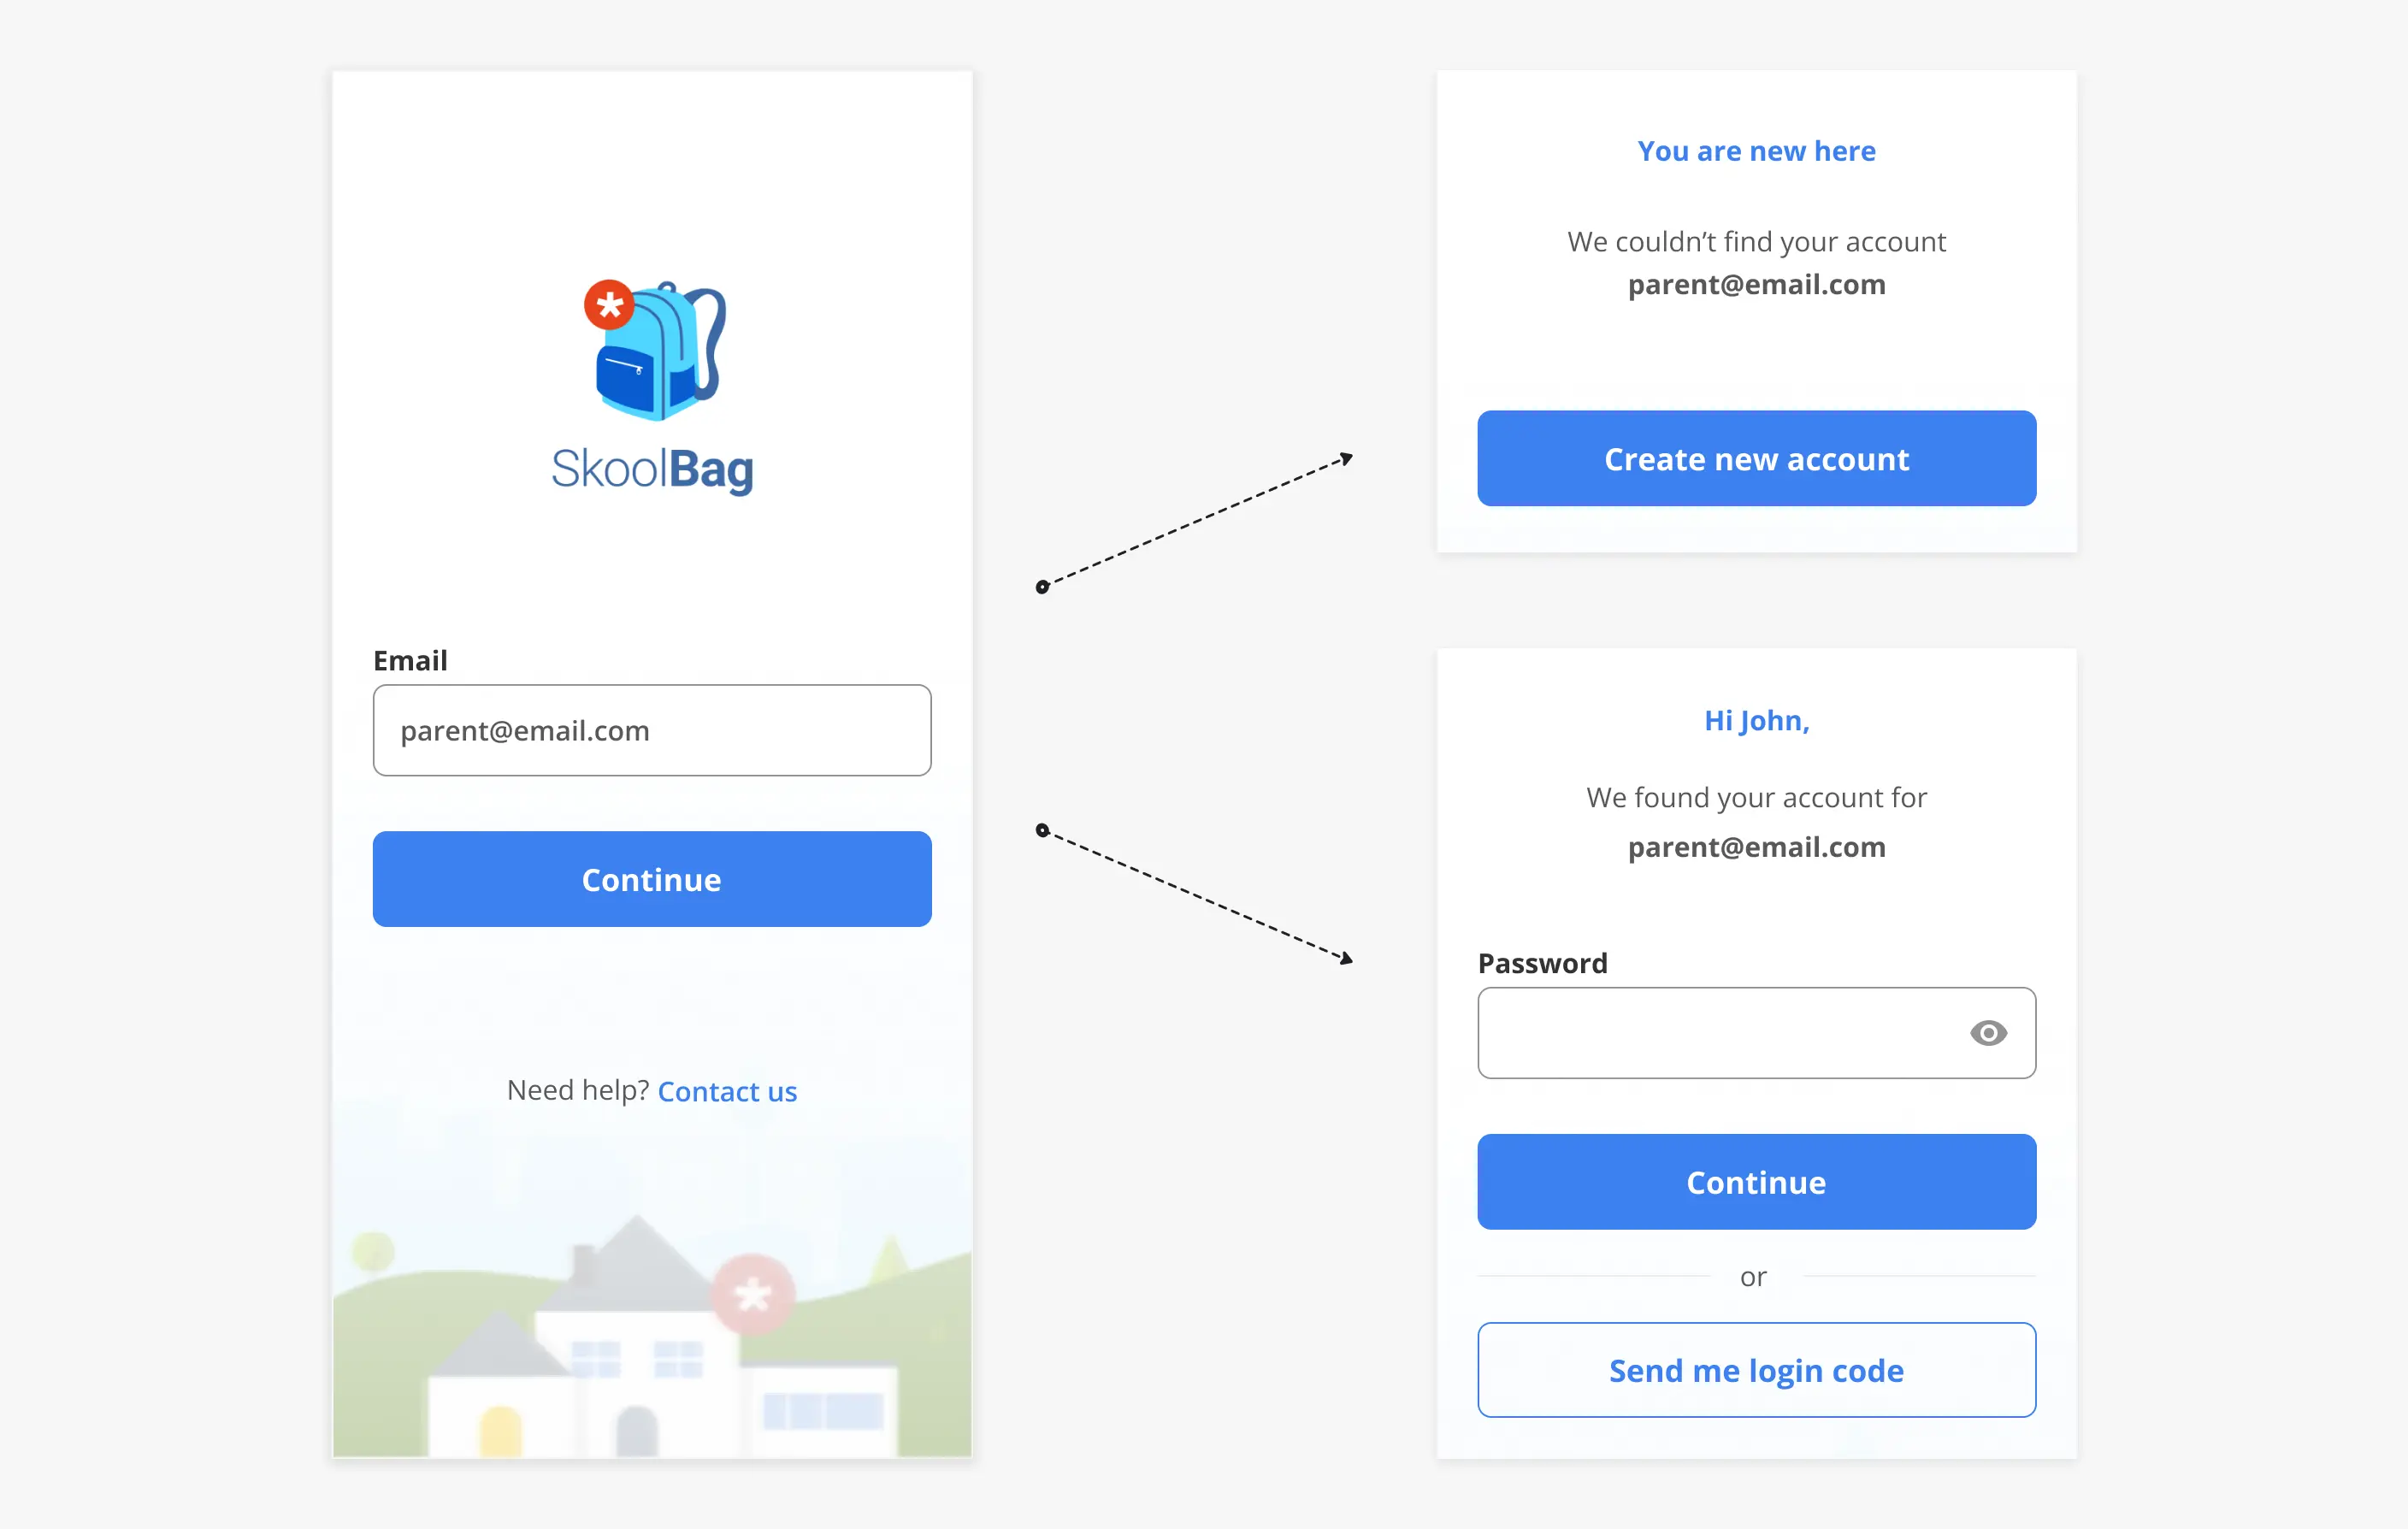 SkoolBag
Email
parent@email.com
Continue
Need help? Contact us
You are new here
We couldn’t find your account
parent@email.com
Create new account
Hi John,
We found your account for
parent@email.com
Password
Continue
or
Send me login code